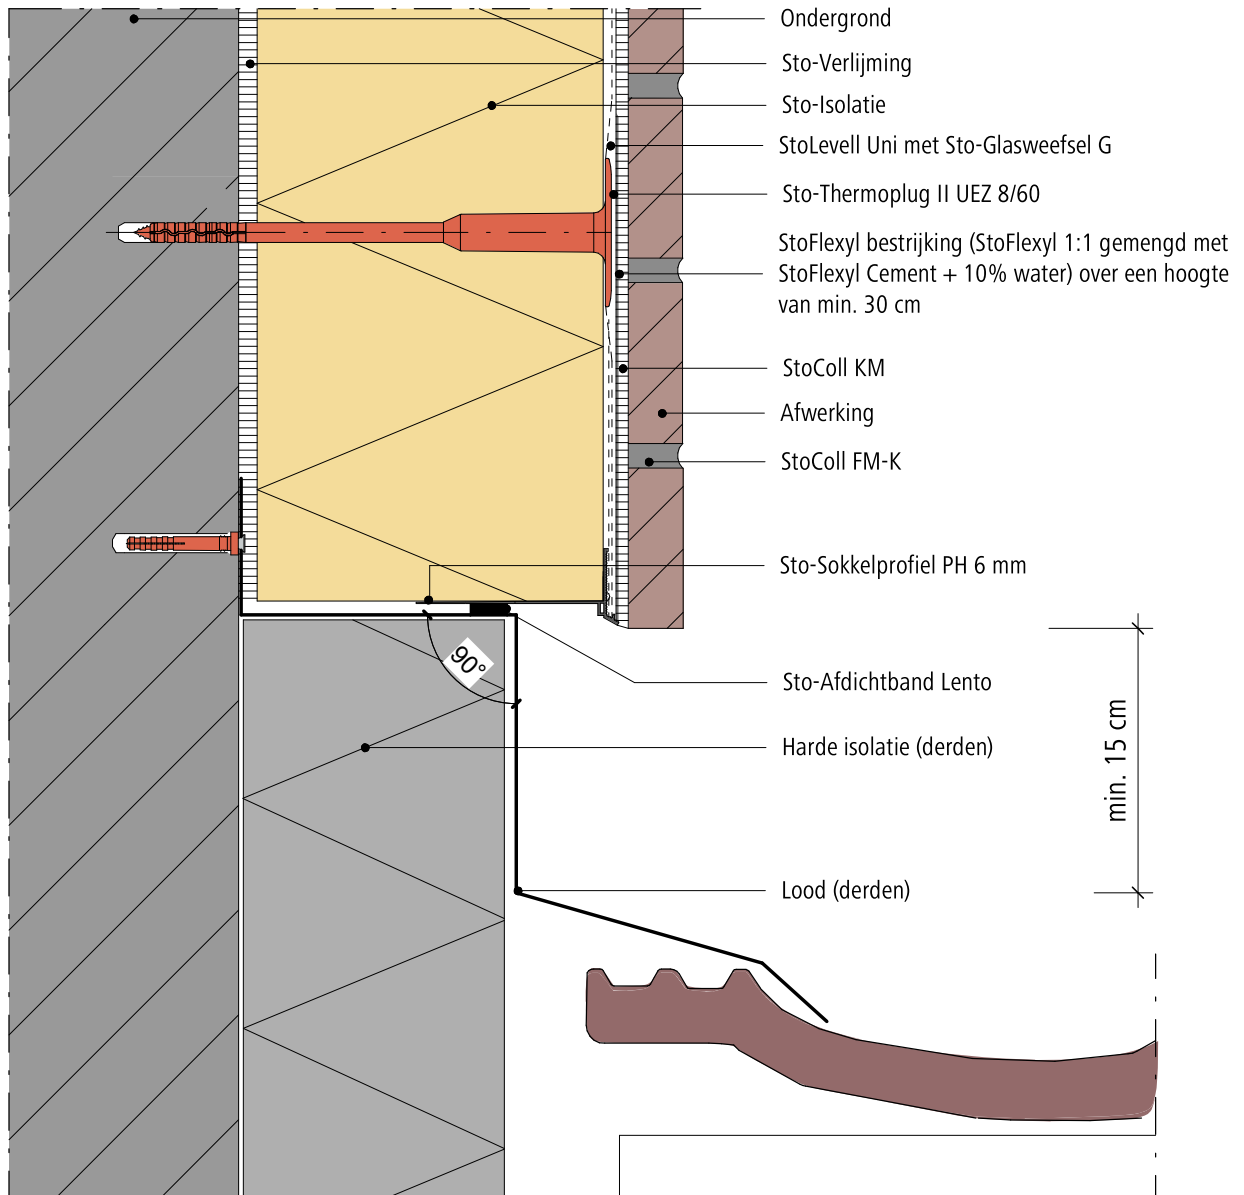 Ondergrond
Sto-Verlijming
Sto-Isolatie
StoLevell Uni met Sto-Glasweefsel G
Sto-Thermoplug II UEZ 8/60
StoFlexyl bestrijking (StoFlexyl 1:1 gemengd met
StoFlexyl Cement + 10% water) over een hoogte
van min. 30 cm
StoColl KM
Afwerking
StoColl FM-K
Sto-Sokkelprofiel PH 6 mm
90°
Sto-Afdichtband Lento
min. 15 cm
Harde isolatie (derden)
Lood (derden)